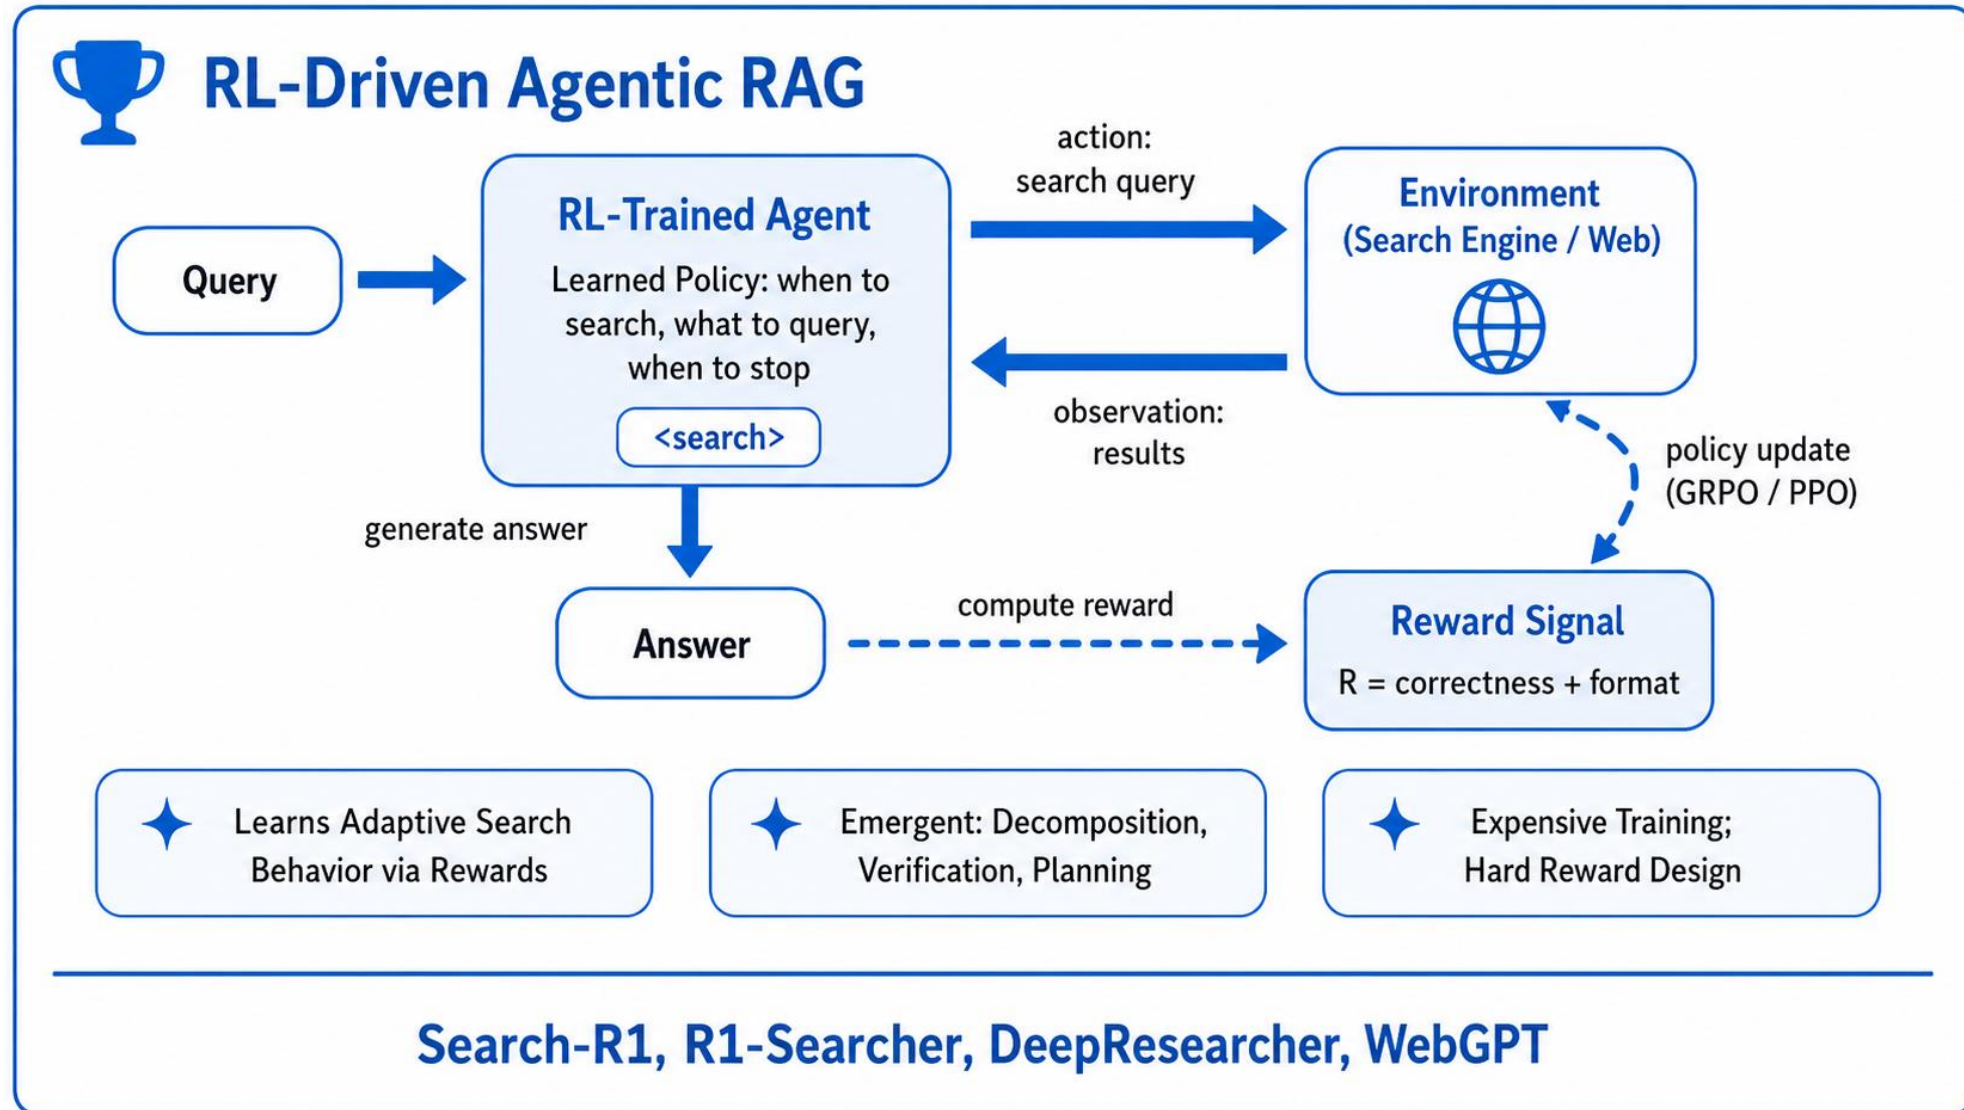 RL-Driven Agentic RAG
Query
RL-Trained Agent
Learned Policy: when to
search, what to query,
when to stop
<search>
action:
search query
observation:
results
Environment
(Search Engine / Web)
policy update
(GRPO / PPO)
generate answer
Answer
compute reward
Reward Signal
R = correctness + format
Learns Adaptive Search
Behavior via Rewards
Emergent: Decomposition,
Verification, Planning
Expensive Training;
Hard Reward Design
Search-R1, R1-Searcher, DeepResearcher, WebGPT